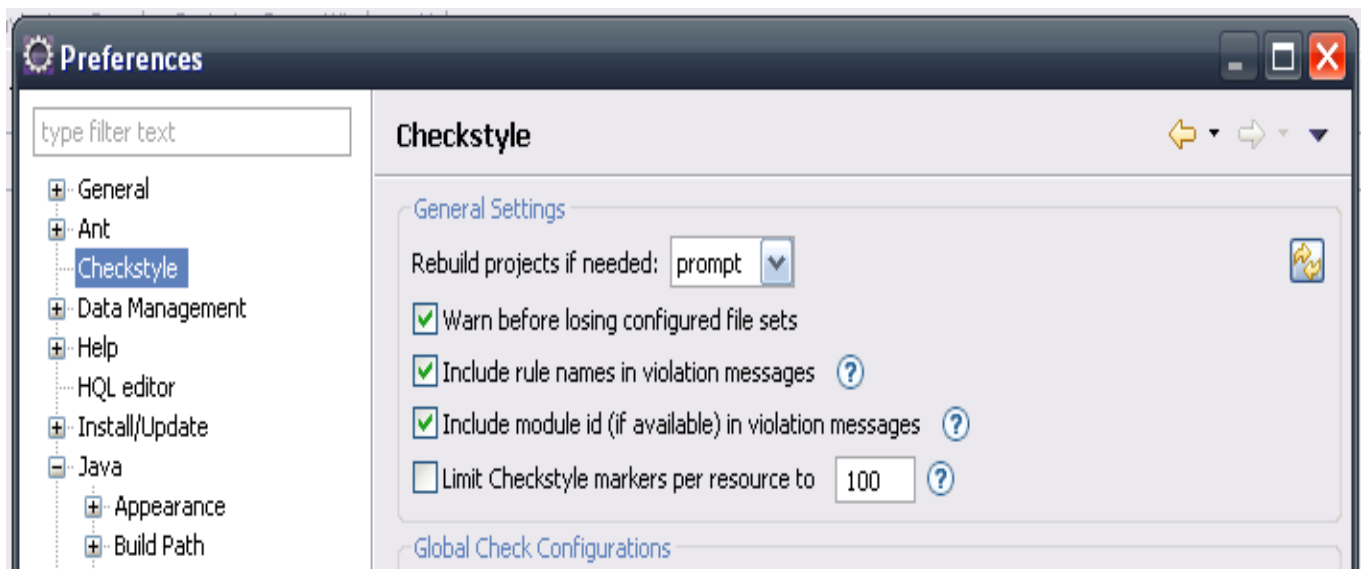 Preferences
type filter text
General
Ant
Checkstyle
Data Management
Help
HQL editor
Install/Update
Java
Appearance
Build Path
Checkstyle
General Settings
Rebuild projects if needed: prompt
Warn before losing configured file sets
Include rule names in violation messages ?
Include module id (if available) in violation messages ?
Limit Checkstyle markers per resource to 100 ?
Global Check Configurations